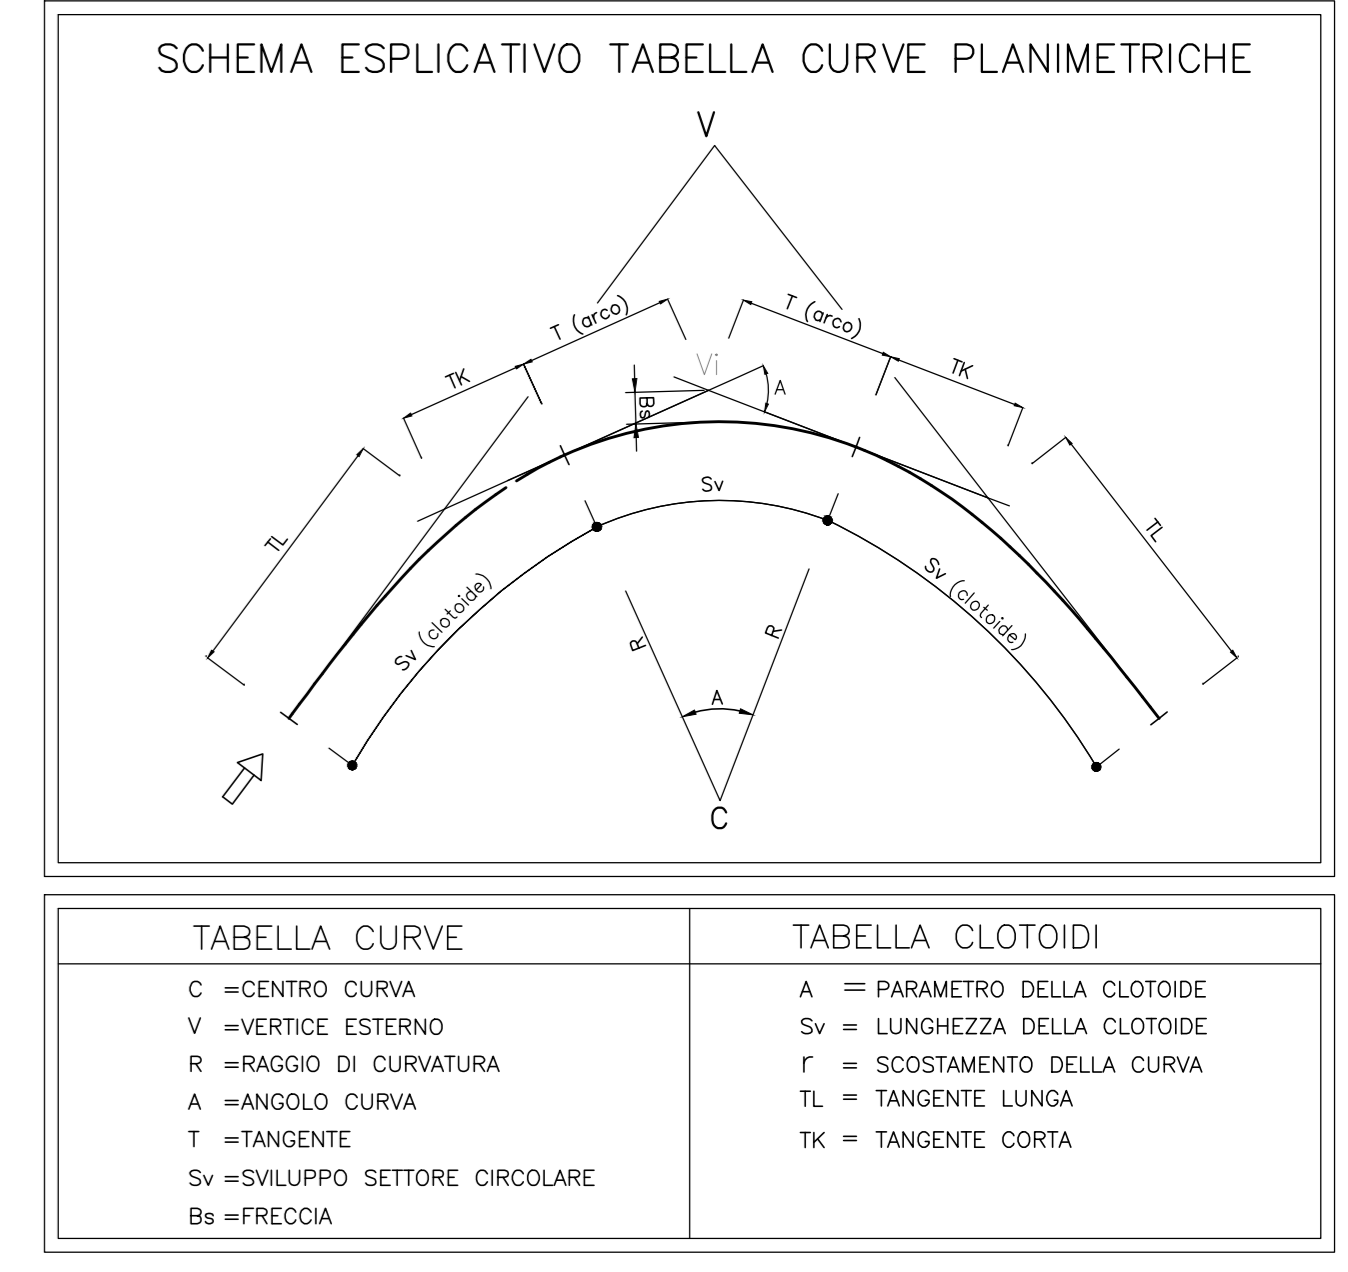 SCHEMA ESPLICATIVO TABELLA CURVE PLANIMETRICHE
V
T (arco)
T (arco)
TK
Vi
TK
A
Bs
TL
Sv
TL
Sv (clotoide)
Sv (clotoide)
R
R
A
C
TABELLA CURVE
C =CENTRO CURVA
V =VERTICE ESTERNO
R =RAGGIO DI CURVATURA
A =ANGOLO CURVA
T =TANGENTE
Sv =SVILUPPO SETTORE CIRCOLARE
Bs =FRECCIA
TABELLA CLOTOIDI
A = PARAMETRO DELLA CLOTOIDE
Sv = LUNGHEZZA DELLA CLOTOIDE
r = SCOSTAMENTO DELLA CURVA
TL = TANGENTE LUNGA
TK = TANGENTE CORTA